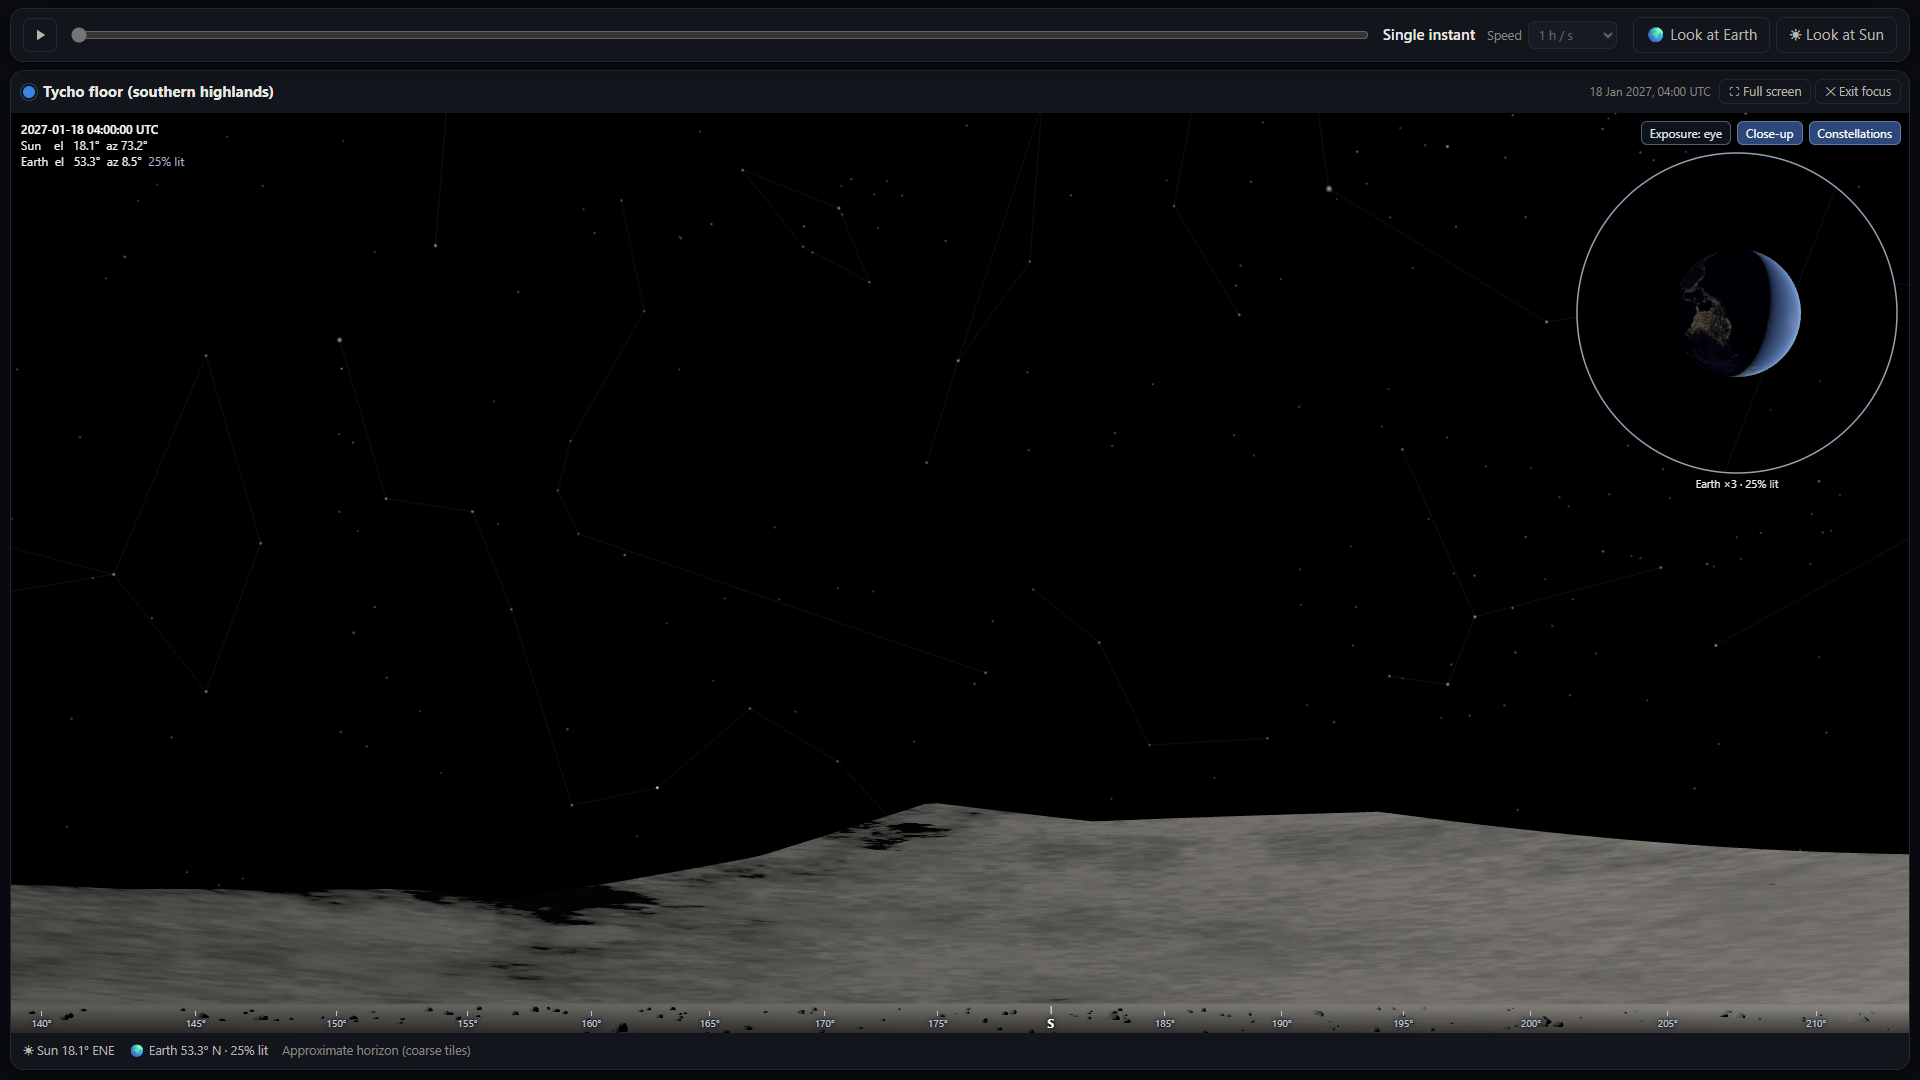 Single instant Speed 1 h / s Look at Earth Look at Sun
Tycho floor (southern highlands) 18 Jan 2027, 04:00 UTC Full screen Exit focus
2027-01-18 04:00:00 UTC
Sun el 18.1° az 73.2°
Earth el 53.3° az 8.5° 25% lit
Exposure: eye Close-up Constellations
Earth ×3 · 25% lit
140° 145° 150° 155° 160° 165° 170° 175° S 185° 190° 195° 200° 205° 210°
Sun 18.1° ENE Earth 53.3° N · 25% lit Approximate horizon (coarse tiles)